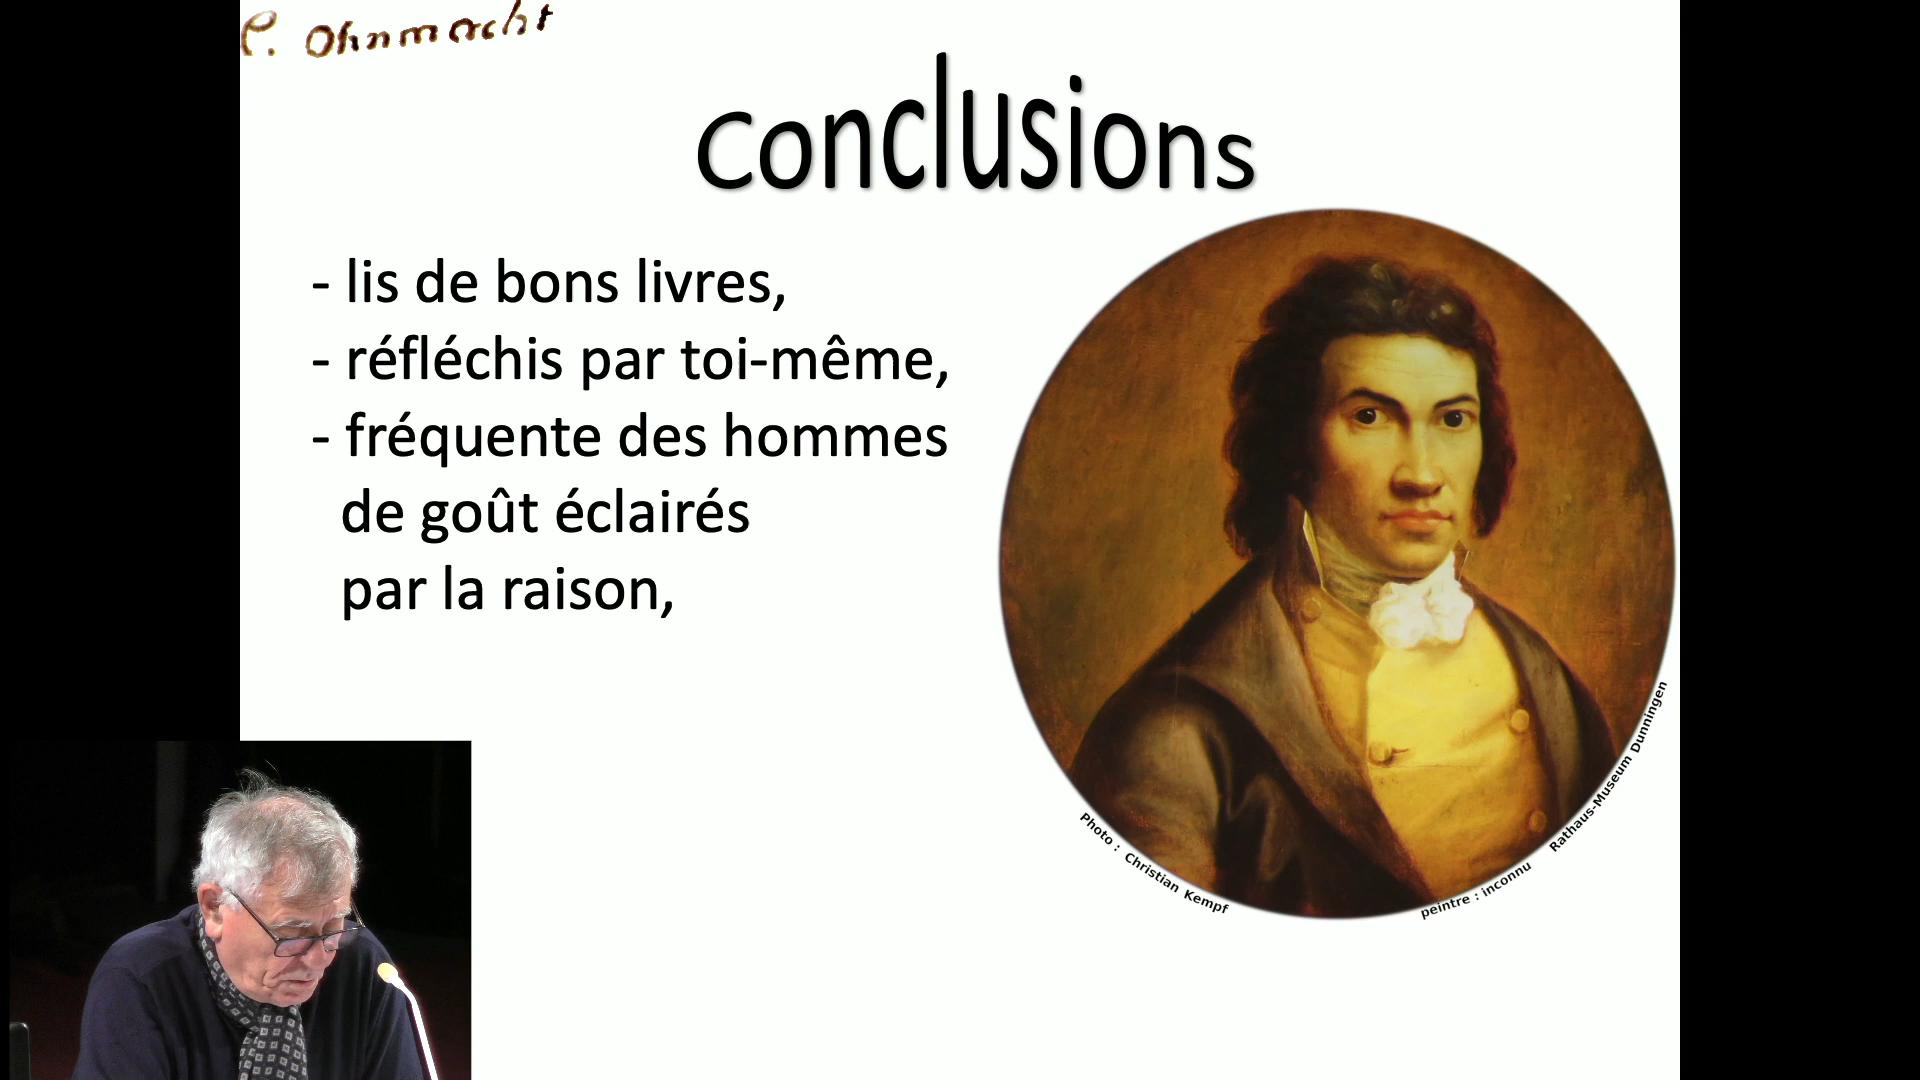 C. Ohnmacht
Conclusions
- lis de bons livres,
- réfléchis par toi-même,
- fréquente des hommes
de goût éclairés
par la raison,
Photo : Christian Kempf
peintre : inconnu
Rathaus-Museum Dunningen